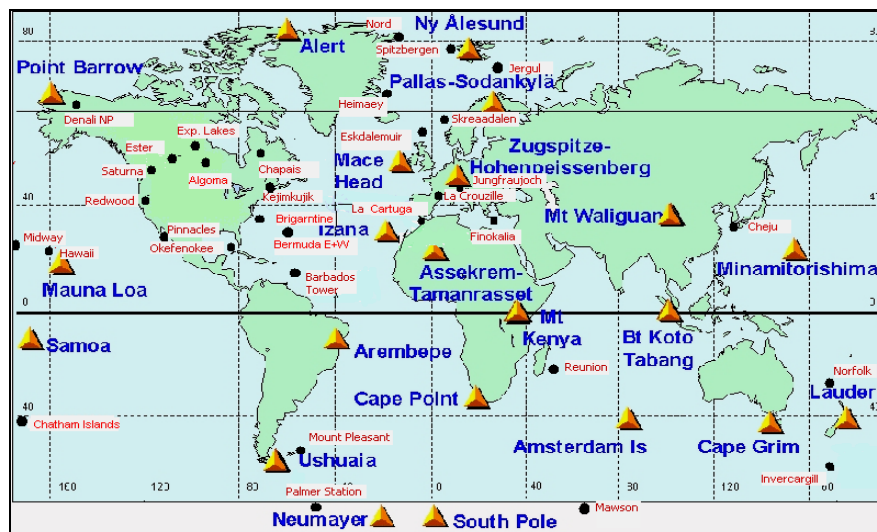 Nord
Ny Ålesund
80
Spitzbergen
Alert
Jergul
Point Barrow
Pallas-Sodankylä
Heimaey
Denali NP
Skreaadalen
Exp. Lakes
Eskdalemuir
Zugspitze-
Hohenpeissenberg
Ester
Mace
Head
Saturna
Algoma
Chapais
Jungfraujoch
Kejimkujik
La Crouzille
Redwood
40
La Cartuga
Mt Waliguan
Brigarntine
Izana
Pinnacles
Cheju
Finokalia
Midway
Okefenokee
Bermuda E+W
Hawaii
Assekrem-
Tamanrasset
Minamitorishima
Barbados
Tower
Mauna Loa
0
Mt
Kenya
Bt Koto
Tabang
Samoa
Arembepe
Reunion
Norfolk
Cape Point
Lauder
40
Chatham Islands
Mount Pleasant
Amsterdam Is
Cape Grim
Ushuaia
Invercargill
160
120
80
40
0
40
80
120
Palmer Station
Mawson
Neumayer
South Pole